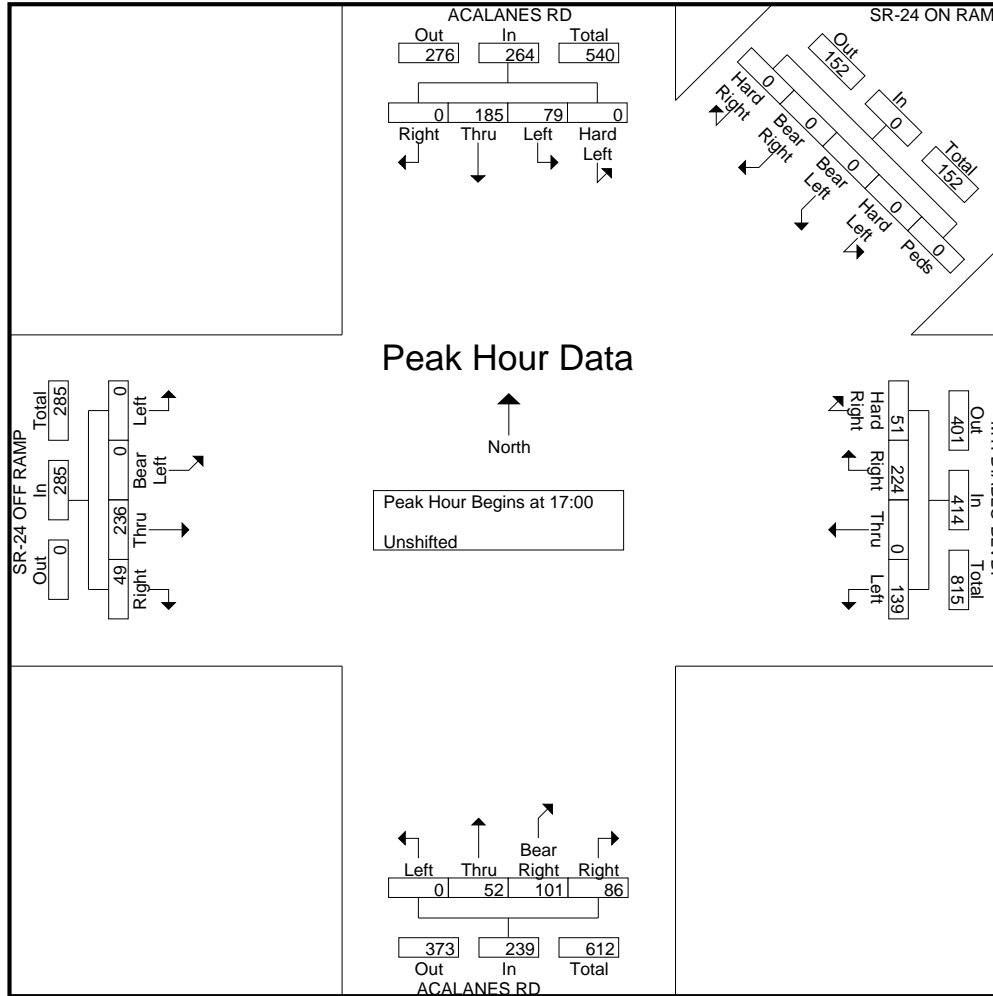 ACALANES RD
Out In Total
276 264 540
0 185 79 0
Right Thru Left Hard
Left
SR-24 ON RAM
Out
152
In
0
Total
152
0
Hard
Right
0
Bear
Right
0
Bear
Left
0
Hard
Left
0
Peds
Peak Hour Data
North
Peak Hour Begins at 17:00
Unshifted
SR-24 OFF RAMP
Total In Out
285 285 0
0 0 236 49
Left Bear
Left Thru Right
Out In Total
401 414 815
51 224 0 139
Hard
Right Right Thru Left
Left Thru Bear
Right Right
0 52 101 86
373 239 612
Out In Total
ACALANES RD